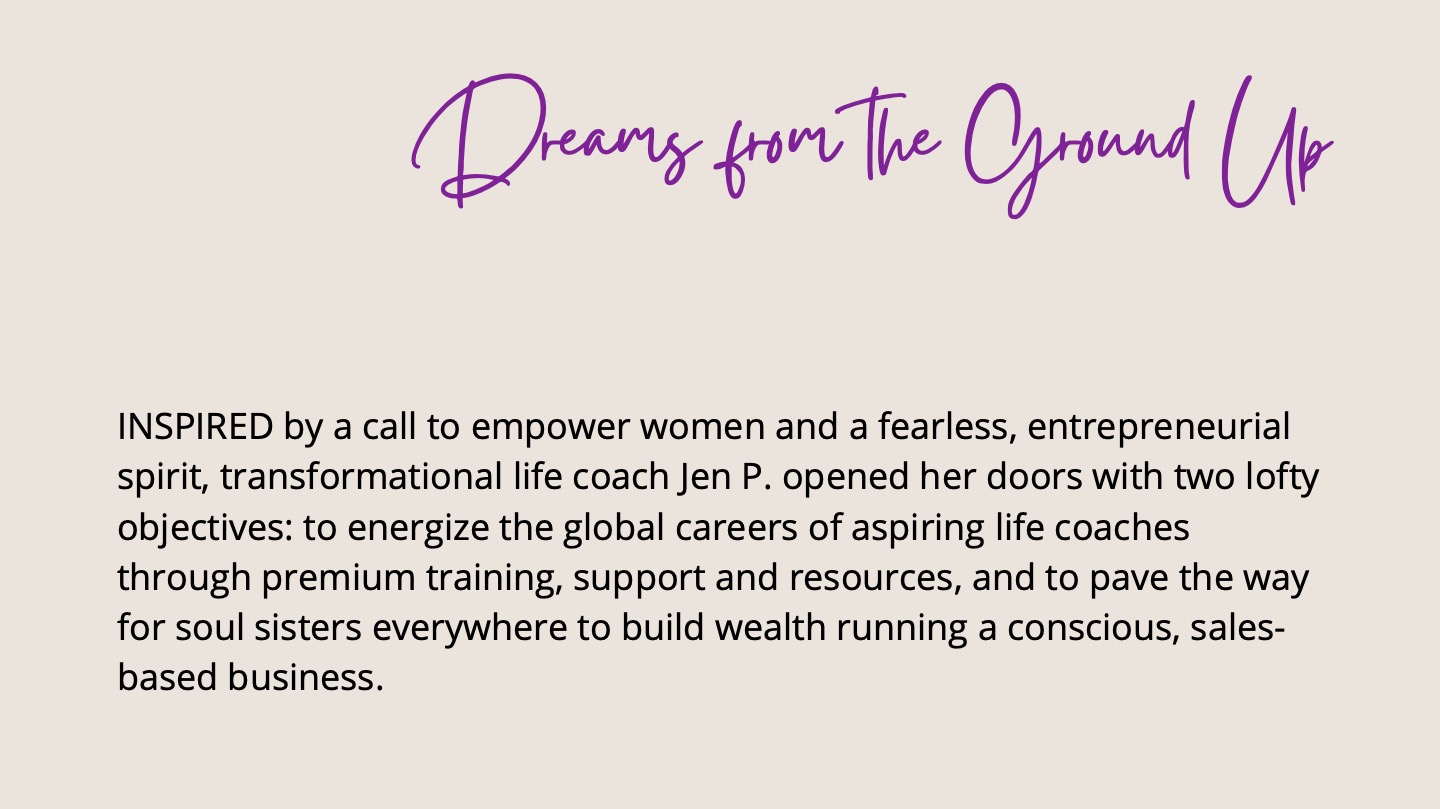 Dreams from the Ground Up
INSPIRED by a call to empower women and a fearless, entrepreneurial
spirit, transformational life coach Jen P. opened her doors with two lofty
objectives: to energize the global careers of aspiring life coaches
through premium training, support and resources, and to pave the way
for soul sisters everywhere to build wealth running a conscious, sales-
based business.